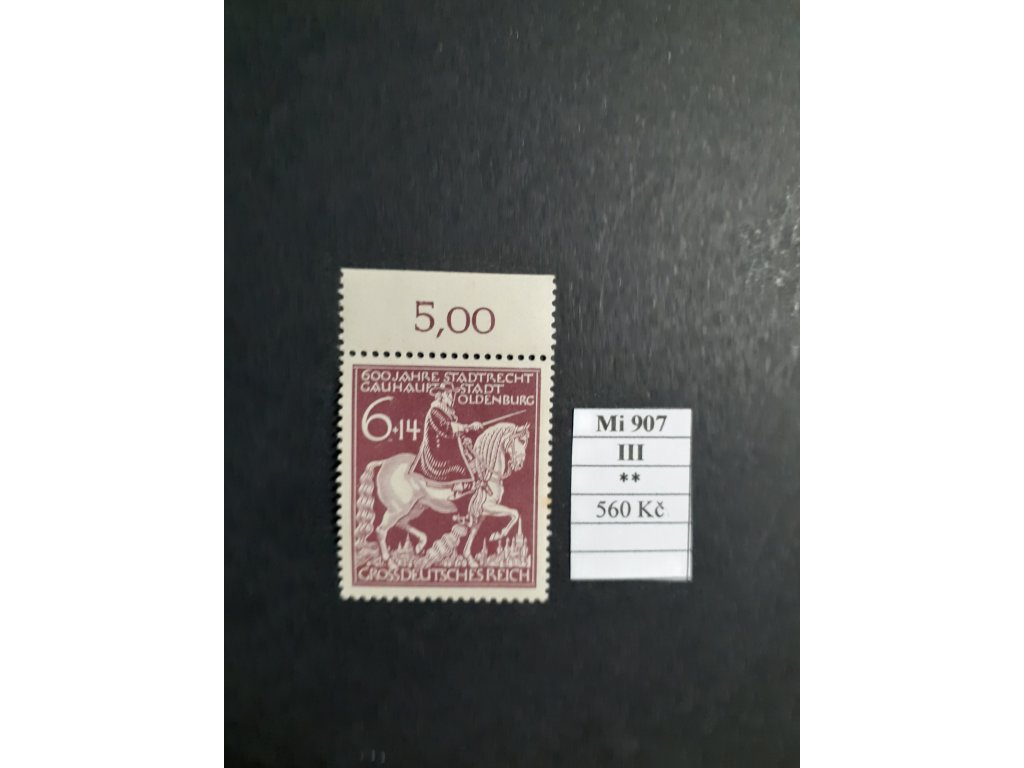 5,00
600 JAHRE STADTRECHT
GAUHAUPTSTADT
OLDENBURG
6+14
GROSSDEUTSCHES REICH
Mi 907
III
**
560 Kč